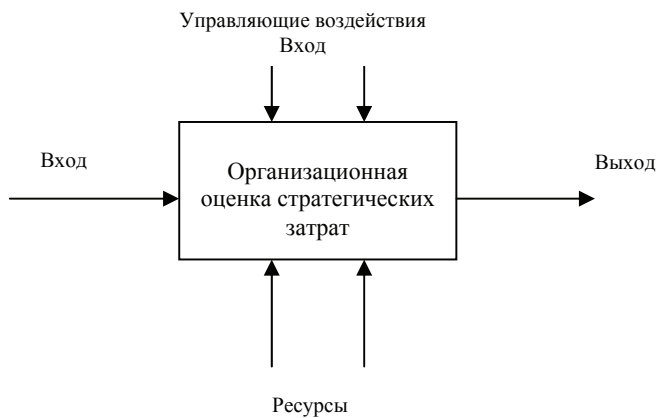 Управляющие воздействия
Вход
Вход
Организационная
оценка стратегических
затрат
Выход
Ресурсы